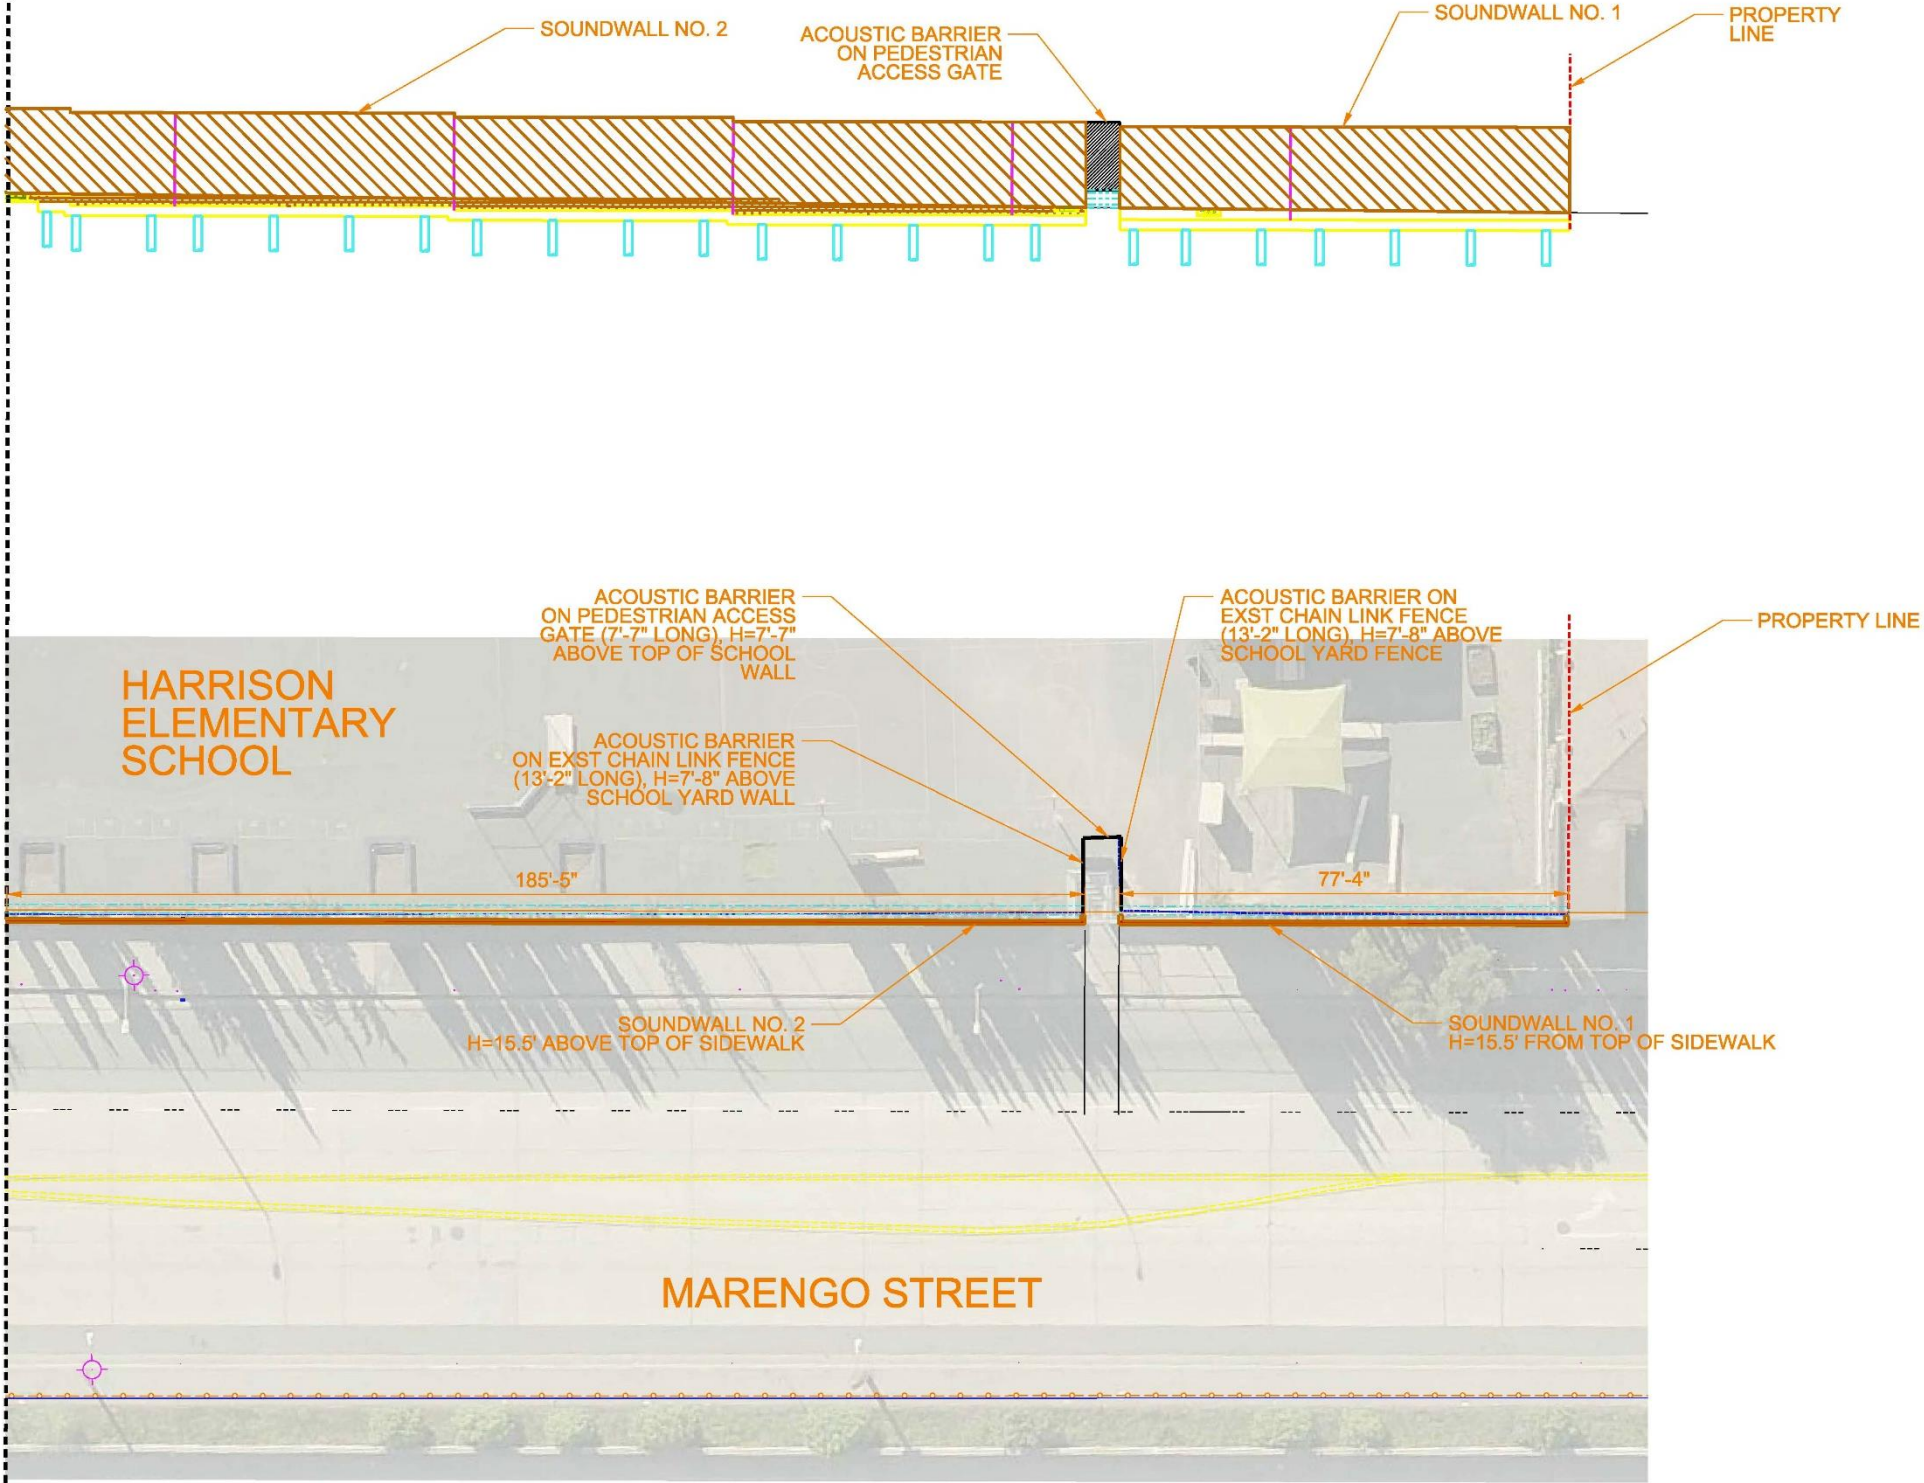 SOUNDWALL NO. 2
ACOUSTIC BARRIER
ON PEDESTRIAN
ACCESS GATE
SOUNDWALL NO. 1
PROPERTY
LINE
ACOUSTIC BARRIER
ON PEDESTRIAN ACCESS
GATE (7'-7" LONG), H=7'-7"
ABOVE TOP OF SCHOOL
WALL
ACOUSTIC BARRIER ON
EXST CHAIN LINK FENCE
(13'-2" LONG), H=7'-8" ABOVE
SCHOOL YARD FENCE
PROPERTY LINE
HARRISON
ELEMENTARY
SCHOOL
ACOUSTIC BARRIER
ON EXST CHAIN LINK FENCE
(13'-2" LONG), H=7'-8" ABOVE
SCHOOL YARD WALL
185'-5"
77'-4"
SOUNDWALL NO. 2
H=15.5' ABOVE TOP OF SIDEWALK
SOUNDWALL NO. 1
H=15.5' FROM TOP OF SIDEWALK
MARENGO STREET